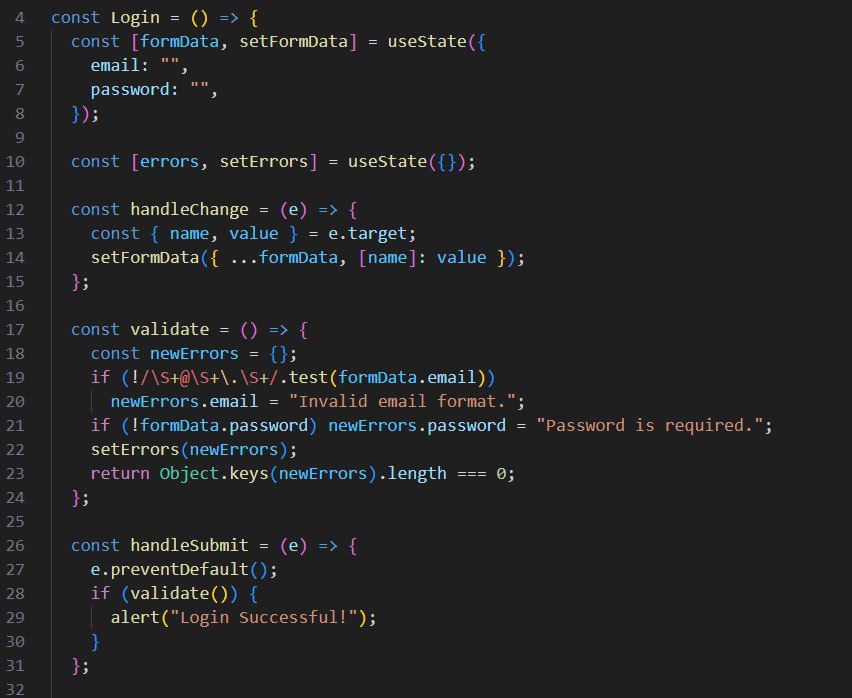 4 const Login = () => {
5   const [formData, setFormData] = useState({
6     email: "",
7     password: "",
8   });
9
10   const [errors, setErrors] = useState({});
11
12   const handleChange = (e) => {
13     const { name, value } = e.target;
14     setFormData({ ...formData, [name]: value });
15   };
16
17   const validate = () => {
18     const newErrors = {};
19     if (!/\S+@\S+\.\S+/.test(formData.email))
20       newErrors.email = "Invalid email format.";
21     if (!formData.password) newErrors.password = "Password is required.";
22     setErrors(newErrors);
23     return Object.keys(newErrors).length === 0;
24   };
25
26   const handleSubmit = (e) => {
27     e.preventDefault();
28     if (validate()) {
29       alert("Login Successful!");
30     }
31   };
32